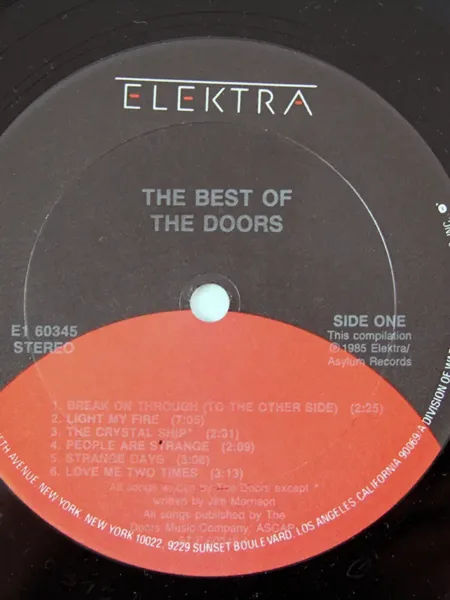 ELEKTRA
THE BEST OF
THE DOORS
E1 60345
STEREO
SIDE ONE
This compilation
℗1985 Elektra/
Asylum Records
1. BREAK ON THROUGH (TO THE OTHER SIDE) (2:25)
2. LIGHT MY FIRE (7:05)
3. THE CRYSTAL SHIP* (2:31)
4. PEOPLE ARE STRANGE (2:09)
5. STRANGE DAYS
6. LOVE ME TWO TIMES (3:13)
All songs written by The Doors except
written by Jim Morrison
All songs published by The
Doors Music Company, ASCAP
AVENUE, NEW YORK, NEW YORK 10022, 9229 SUNSET BOULEVARD, LOS ANGELES, CALIFORNIA 90069 A DIVISION OF